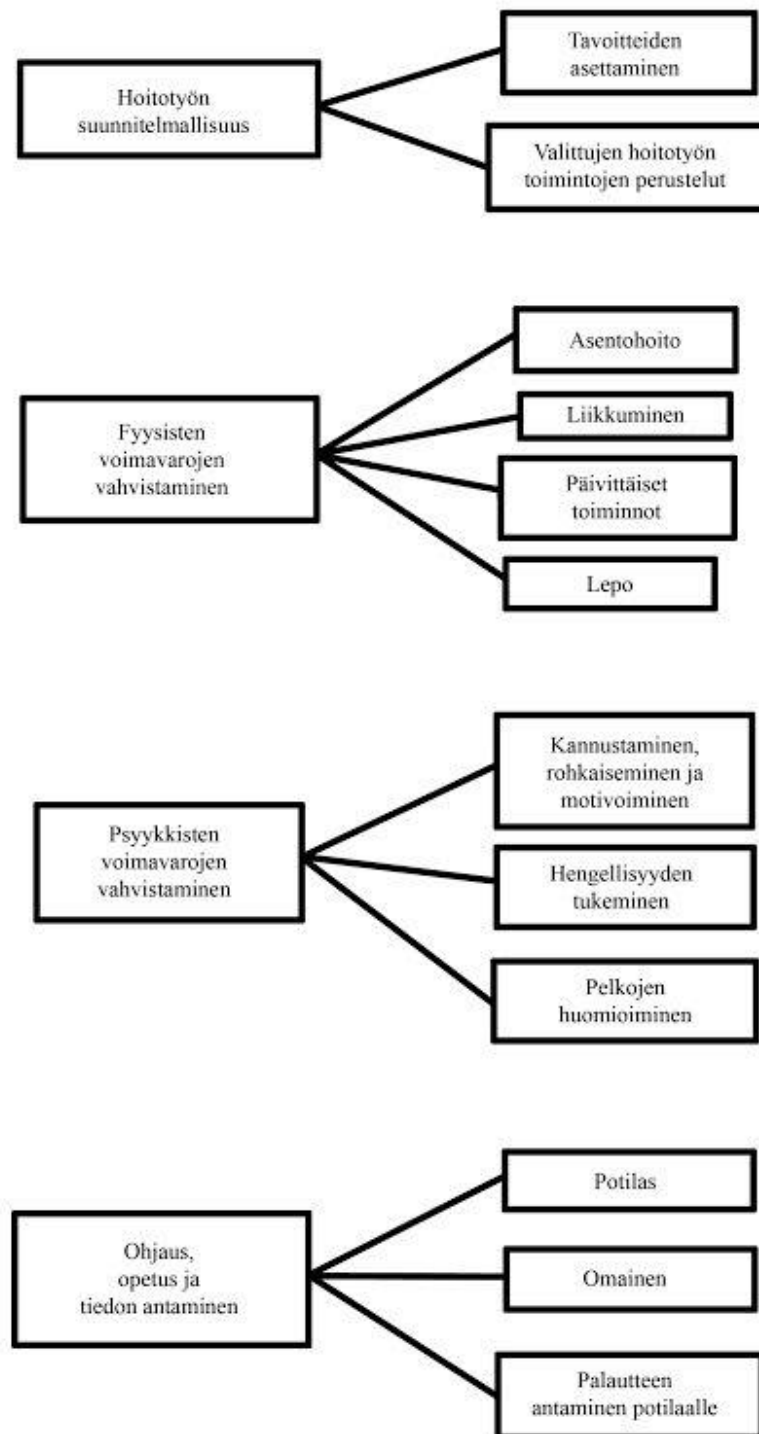 Hoitotyön
suunnitelmallisuus
Tavoitteiden
asettaminen
Valittujen hoitotyön
toimintojen perustelut
Fyysisten
voimavarojen
vahvistaminen
Asentohoito
Liikkuminen
Päivittäiset
toiminnot
Lepo
Psyykkisten
voimavarojen
vahvistaminen
Kannustaminen,
rohkaiseminen ja
motivoiminen
Hengellisyyden
tukeminen
Pelkojen
huomioiminen
Ohjaus,
opetus ja
tiedon antaminen
Potilas
Omainen
Palautteen
antaminen potilaalle